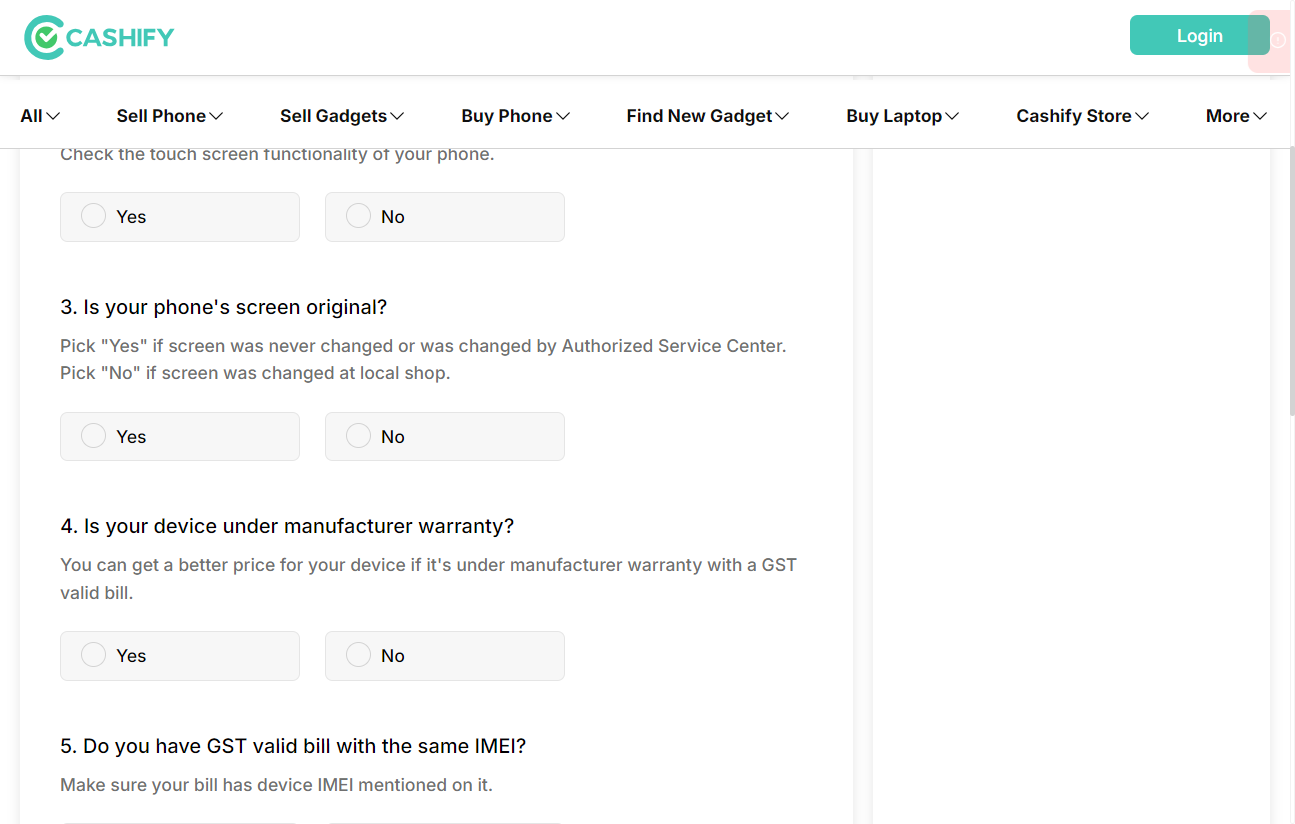 CASHIFY
Login
All Sell Phone Sell Gadgets Buy Phone Find New Gadget Buy Laptop Cashify Store More
Check the touch screen functionality of your phone.
Yes No
3. Is your phone's screen original?
Pick "Yes" if screen was never changed or was changed by Authorized Service Center.
Pick "No" if screen was changed at local shop.
Yes No
4. Is your device under manufacturer warranty?
You can get a better price for your device if it's under manufacturer warranty with a GST
valid bill.
Yes No
5. Do you have GST valid bill with the same IMEI?
Make sure your bill has device IMEI mentioned on it.